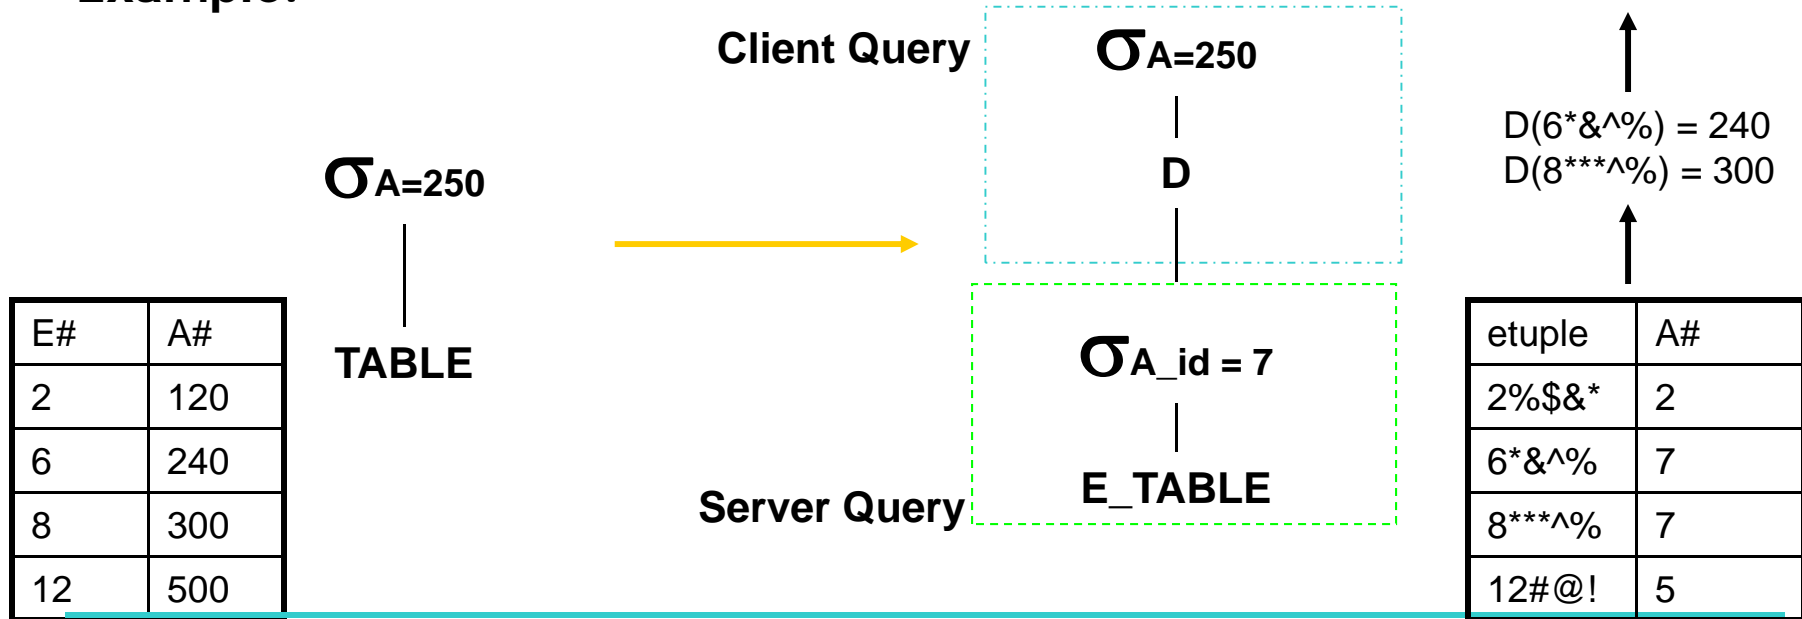 Example:
Client Query
σA=250
D
σA=250
TABLE
E# A#
2 120
6 240
8 300
12 500
σA_id = 7
E_TABLE
Server Query
D(6*&^%) = 240
D(8***^%) = 300
etuple A#
2%$&* 2
6*&^% 7
8***^% 7
12#@! 5